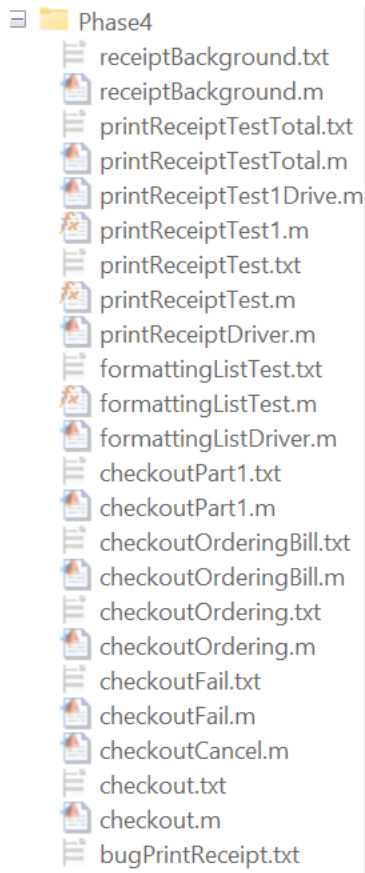 Phase4
receiptBackground.txt
receiptBackground.m
printReceiptTestTotal.txt
printReceiptTestTotal.m
printReceiptTest1Drive.m
printReceiptTest1.m
printReceiptTest.txt
printReceiptTest.m
printReceiptDriver.m
formattingListTest.txt
formattingListTest.m
formattingListDriver.m
checkoutPart1.txt
checkoutPart1.m
checkoutOrderingBill.txt
checkoutOrderingBill.m
checkoutOrdering.txt
checkoutOrdering.m
checkoutFail.txt
checkoutFail.m
checkoutCancel.m
checkout.txt
checkout.m
bugPrintReceipt.txt